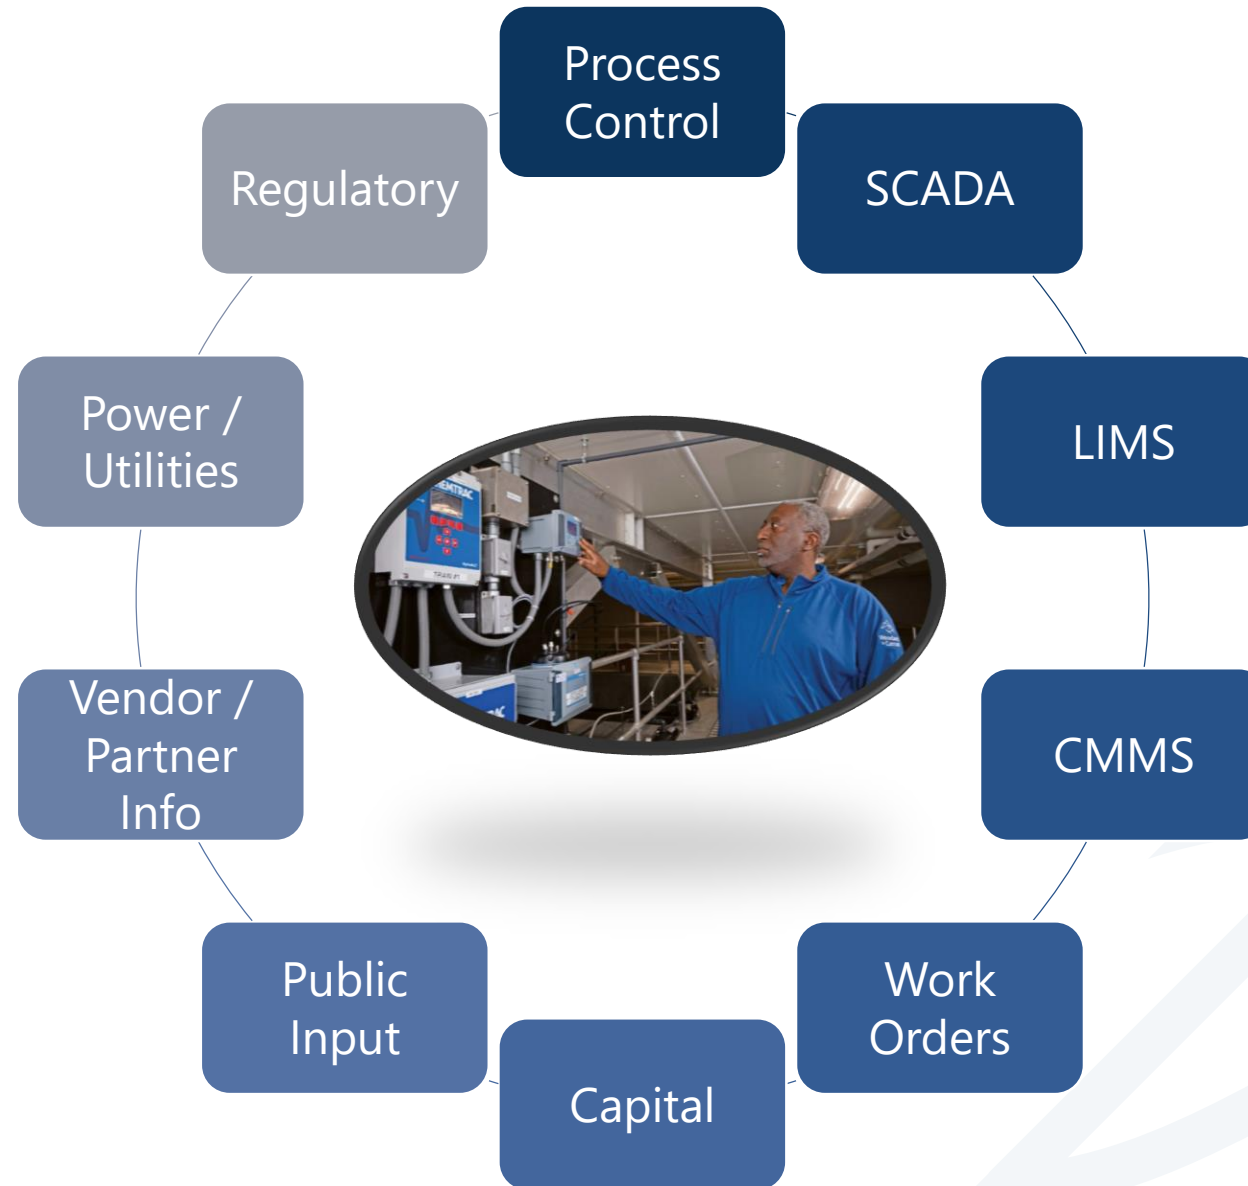 Process
Control
SCADA
LIMS
CMMS
Work
Orders
Capital
Public
Input
Vendor /
Partner
Info
Power /
Utilities
Regulatory